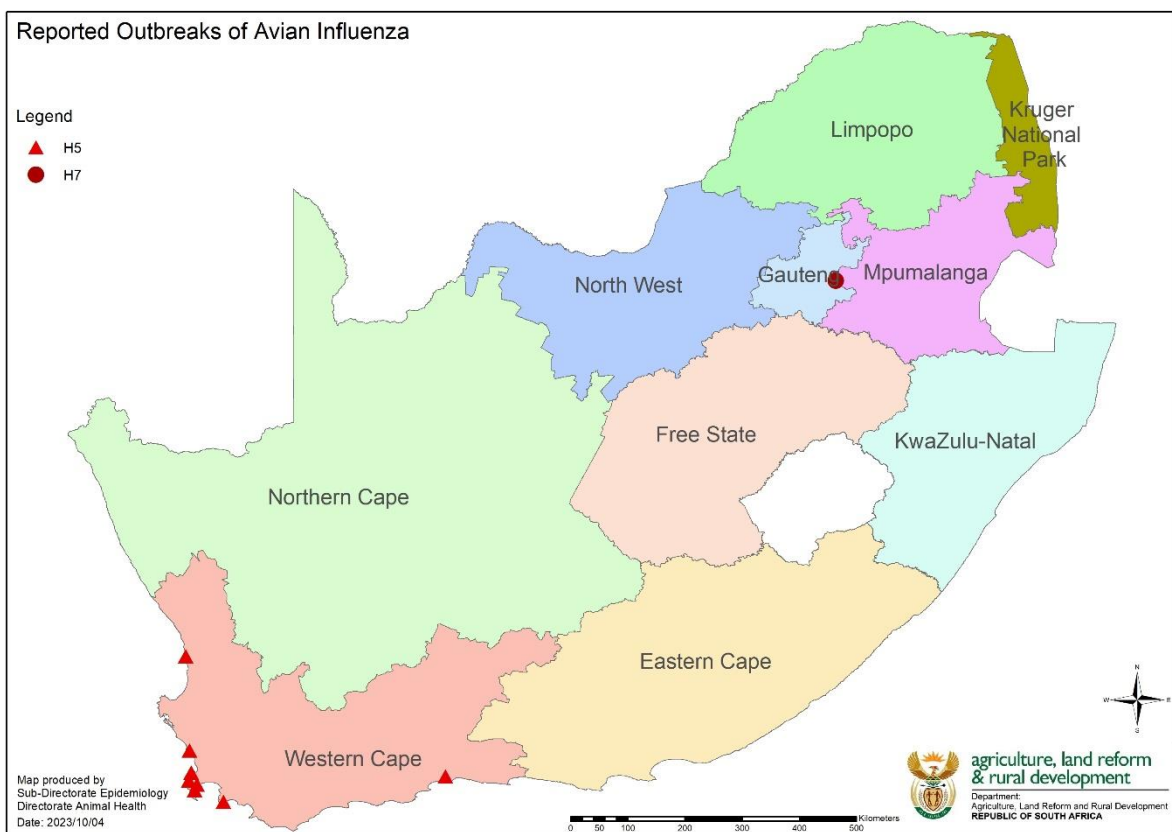 Reported Outbreaks of Avian Influenza
Legend
H5
H7
Limpopo
Kruger
National
Park
North West
Gauteng
Mpumalanga
Free State
KwaZulu-Natal
Northern Cape
Eastern Cape
Western Cape
N
W
E
S
Map produced by
Sub-Directorate Epidemiology
Directorate Animal Health
Date: 2023/10/04
Kilometers
0 50 100 200 300 400 500
agriculture, land reform
& rural development
Department:
Agriculture, Land Reform and Rural Development
REPUBLIC OF SOUTH AFRICA